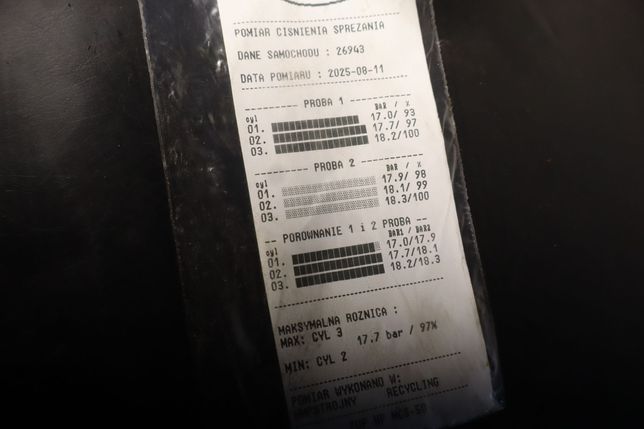 POMIAR CISNIENIA SPREZANIA
DANE SAMOCHODU : 26943
DATA POMIARU : 2025-08-11
--------- PROBA 1 ---------
cyl BAR / %
01. 17.0/ 93
02. 17.7/ 97
03. 18.2/100
--------- PROBA 2 ---------
cyl BAR / %
01. 17.9/ 98
02. 18.1/ 99
03. 18.3/100
-- POROWNANIE 1 i 2 PROBA --
cyl BAR1 / BAR2
01. 17.0/17.9
02. 17.7/18.1
03. 18.2/18.3
MAKSYMALNA ROZNICA :
MAX: CYL 3
17.7 bar / 97%
MIN: CYL 2
POMIAR WYKONANO W:
RECYCLING